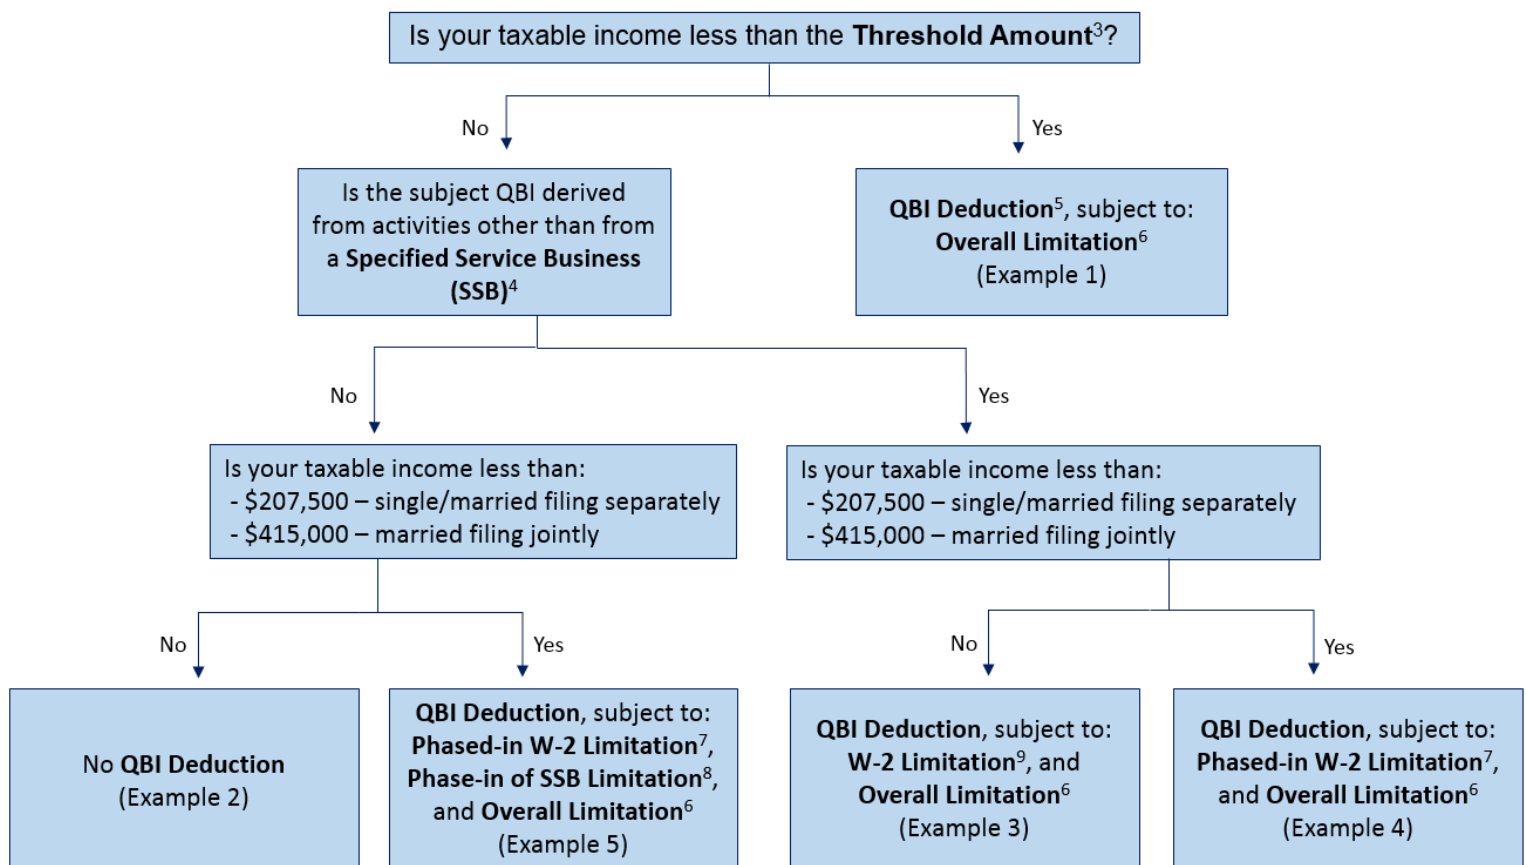 Is your taxable income less than the Threshold Amount³?
No
Yes
Is the subject QBI derived
from activities other than from
a Specified Service Business
(SSB)⁴
QBI Deduction⁵, subject to:
Overall Limitation⁶
(Example 1)
No
Yes
Is your taxable income less than:
- $207,500 – single/married filing separately
- $415,000 – married filing jointly
Is your taxable income less than:
- $207,500 – single/married filing separately
- $415,000 – married filing jointly
No
Yes
No
Yes
No QBI Deduction
(Example 2)
QBI Deduction, subject to:
Phased-in W-2 Limitation⁷,
Phase-in of SSB Limitation⁸,
and Overall Limitation⁶
(Example 5)
QBI Deduction, subject to:
W-2 Limitation⁹, and
Overall Limitation⁶
(Example 3)
QBI Deduction, subject to:
Phased-in W-2 Limitation⁷,
and Overall Limitation⁶
(Example 4)